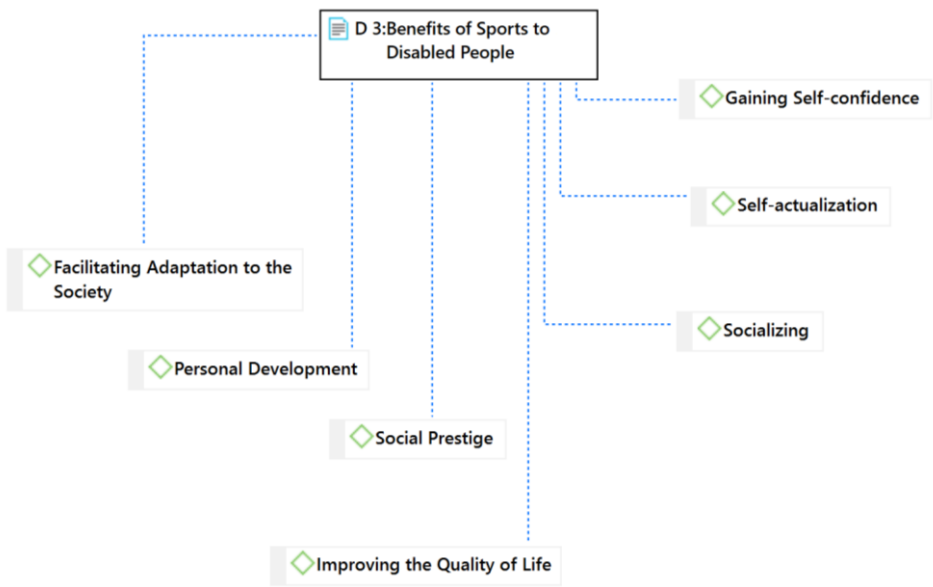 D 3:Benefits of Sports to
Disabled People
Gaining Self-confidence
Self-actualization
Facilitating Adaptation to the
Society
Socializing
Personal Development
Social Prestige
Improving the Quality of Life